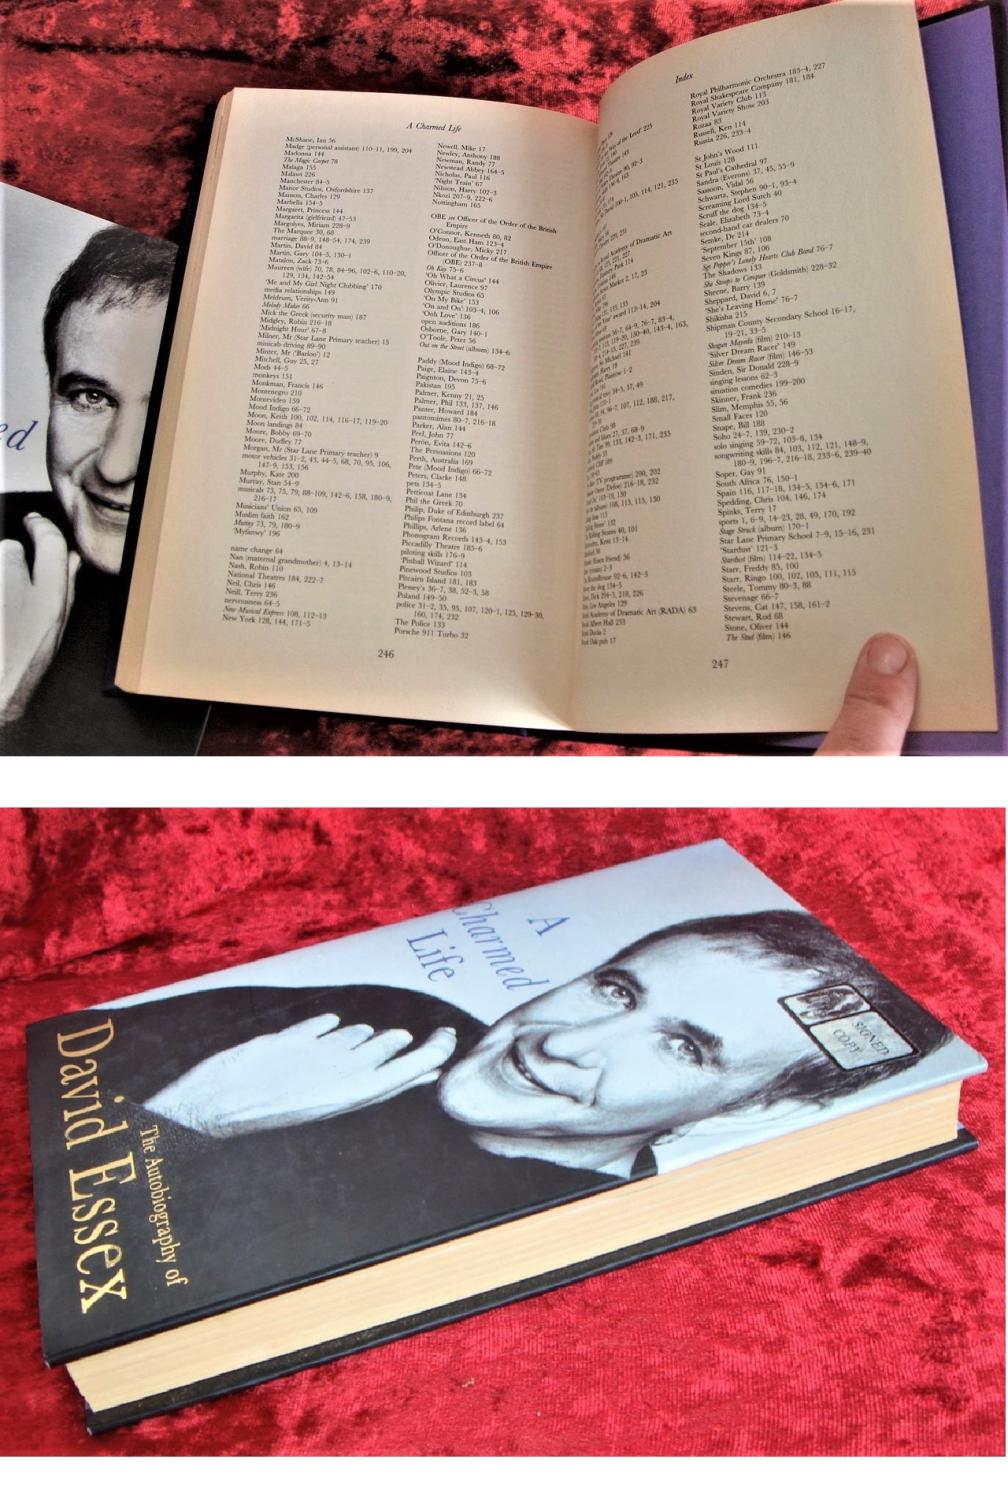 ed
A Charmed Life
McShane, Ian 56
Madge (personal assistant) 110–11, 199, 204
Madonna 144
The Magic Carpet 78
Malaga 155
Malawi 226
Manchester 84–5
Manor Studios, Oxfordshire 137
Manson, Charles 129
Marbella 154–5
Margaret, Princess 144
Margarita (girlfriend) 47–53
Margolyes, Miriam 228–9
The Marquee 30, 68
marriage 88–9, 148–54, 174, 239
Martin, David 84
Martin, Gary 104–5, 130–1
Matalon, Zack 73–6
Maureen (wife) 70, 78, 84–96, 102–6, 110–20,
129, 134, 142–54
'Me and My Girl Night Clubbing' 170
media relationships 149
Meldrum, Verity-Ann 91
Melody Maker 66
Mick the Greek (security man) 187
Midgley, Robin 216–18
'Midnight Hour' 67–8
Milner, Mr (Star Lane Primary teacher) 15
minicab driving 89–90
Minter, Mr ('Barloo') 12
Mitchell, Guy 25, 27
Mods 44–5
monkeys 151
Monkman, Francis 146
Montenegro 210
Montevideo 159
Mood Indigo 66–72
Moon, Keith 100, 102, 114, 116–17, 119–20
Moon landings 84
Moore, Bobby 69–70
Moore, Dudley 77
Morgan, Mr (Star Lane Primary teacher) 9
motor vehicles 31–2, 43, 44–5, 68, 70, 95, 106,
147–9, 153, 156
Murphy, Kate 200
Murray, Stan 54–9
musicals 73, 75, 79, 88–109, 142–6, 158, 180–9,
216–17
Musicians' Union 65, 109
Muslim faith 162
Mutiny 73, 79, 180–9
'Myfanwy' 196
name change 64
Nan (maternal grandmother) 4, 13–14
Nash, Robin 110
National Theatres 184, 222–7
Neil, Chris 146
Neill, Terry 236
nervousness 64–5
New Musical Express 108, 112–13
New York 128, 144, 171–5
Newell, Mike 17
Newley, Anthony 188
Newman, Randy 77
Newstead Abbey 164–5
Nicholas, Paul 116
'Night Train' 67
Nilsson, Harry 102–3
Nkozi 207–9, 222–6
Nottingham 165
OBE see Officer of the Order of the British
Empire
O'Connor, Kenneth 80, 82
Odeon, East Ham 123–4
O'Donoughue, Micky 217
Officer of the Order of the British Empire
(OBE) 237–8
Oh Kay 75–6
'Oh What a Circus' 144
Olivier, Laurence 97
Olympic Studios 65
'On My Bike' 153
'On and On' 103–4, 106
'Ooh Love' 136
open auditions 186
Osborne, Gary 140–1
O'Toole, Peter 56
Out on the Street (album) 134–6
Paddy (Mood Indigo) 68–72
Paige, Elaine 143–4
Paignton, Devon 75–6
Pakistan 195
Palmer, Kenny 21, 25
Palmer, Phil 133, 137, 146
Panter, Howard 184
pantomimes 80–7, 216–18
Parker, Alan 144
Peel, John 77
Perón, Evita 142–6
The Persuasions 120
Perth, Australia 169
Pete (Mood Indigo) 66–72
Peters, Clarke 148
pets 134–5
Petticoat Lane 134
Phil the Greek 70
Philip, Duke of Edinburgh 237
Philips Fontana record label 64
Phillips, Arlene 136
Phonogram Records 143–4, 153
Piccadilly Theatre 185–6
piloting skills 176–9
'Pinball Wizard' 114
Pinewood Studios 103
Pitcairn Island 181, 183
Plessey's 36–7, 38, 52–3, 58
Poland 149–50
police 31–2, 35, 95, 107, 120–1, 125, 129–30,
160, 174, 232
The Police 133
Porsche 911 Turbo 32
246
Index
Royal Philharmonic Orchestra 183–4, 227
Royal Shakespeare Company 181, 184
Royal Variety Club 113
Royal Variety Show 203
Rozaa 83
Russell, Ken 114
Russia 226, 233–4
St John's Wood 111
St Louis 128
St Paul's Cathedral 97
Sandra (Everons) 37, 45, 55–9
Sassoon, Vidal 56
Schwartz, Stephen 90–1, 93–4
Screaming Lord Sutch 40
Scruff the dog 134–5
Seale, Elizabeth 73–4
second-hand car dealers 70
Semke, Dr 214
'September 15th' 108
Seven Kings 87, 106
Sgt Pepper's Lonely Hearts Club Band 76–7
The Shadows 133
She Stoops to Conquer (Goldsmith) 228–32
Sheene, Barry 139
Sheppard, David 6, 7
'She's Leaving Home' 76–7
Shikisha 215
Shipman County Secondary School 16–17,
19–21, 33–5
Shogun Mayeda (film) 210–13
'Silver Dream Racer' 149
Silver Dream Racer (film) 146–53
Sinden, Sir Donald 228–9
singing lessons 62–3
situation comedies 199–200
Skinner, Frank 236
Slim, Memphis 55, 56
Small Faces 120
Snape, Bill 188
Soho 24–7, 139, 230–2
solo singing 59–72, 103–8, 134
songwriting skills 84, 103, 112, 121, 148–9,
180–9, 196–7, 216–18, 233–6, 239–40
Soper, Gay 91
South Africa 76, 150–1
Spain 116, 117–18, 134–5, 154–6, 171
Spedding, Chris 104, 146, 174
Spinks, Terry 17
sports 1, 6–9, 14–23, 28, 49, 170, 192
Stage Struck (album) 170–1
Star Lane Primary School 7–9, 15–16, 231
'Stardust' 121–3
Stardust (film) 114–22, 134–5
Starr, Freddy 85, 100
Starr, Ringo 100, 102, 105, 111, 115
Steele, Tommy 80–3, 88
Stevenage 66–7
Stevens, Cat 147, 158, 161–2
Stewart, Rod 68
Stone, Oliver 144
The Stud (film) 146
247
A
Charmed
Life
SIGNED
COPY
The Autobiography of
David Essex